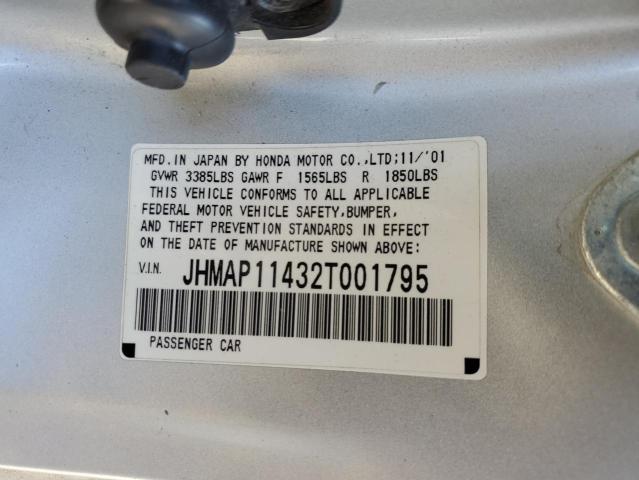 MFD. IN JAPAN BY HONDA MOTOR CO., LTD; 11/'01
GVWR 3385LBS GAWR F 1565LBS R 1850LBS
THIS VEHICLE CONFORMS TO ALL APPLICABLE
FEDERAL MOTOR VEHICLE SAFETY, BUMPER,
AND THEFT PREVENTION STANDARDS IN EFFECT
ON THE DATE OF MANUFACTURE SHOWN ABOVE:
V.I.N. JHMAP11432T001795
PASSENGER CAR